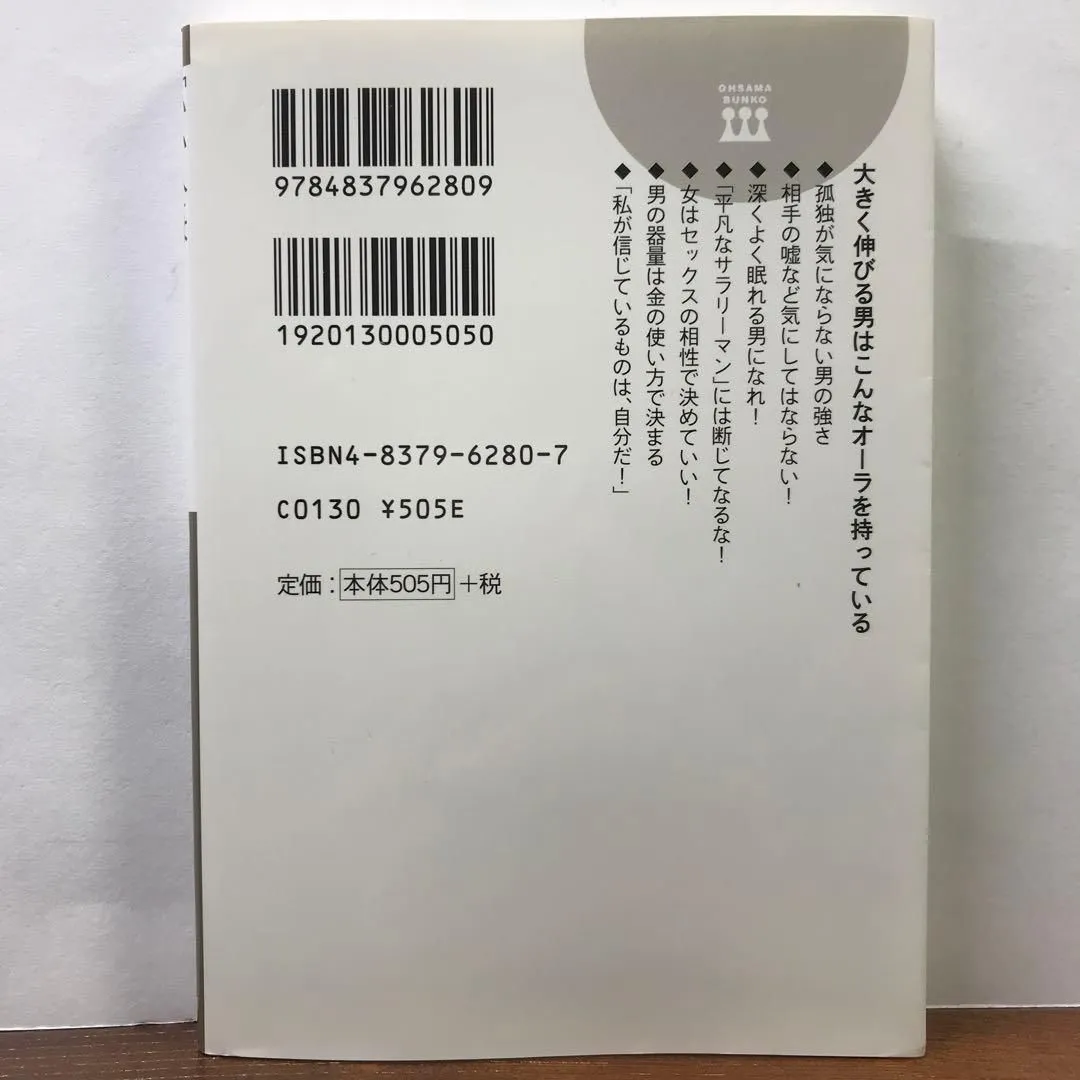 OHSAMA
BUNKO
大きく伸びる男はこんなオーラを持っている
◆孤独が気にならない男の強さ
◆相手の嘘など気にしてはならない！
◆深くよく眠れる男になれ！
◆「平凡なサラリーマン」には断じてなるな！
◆女はセックスの相性で決めていい！
◆男の器量は金の使い方で決まる
◆「私が信じているものは、自分だ！」
9784837962809
1920130005050
ISBN4-8379-6280-7
C0130 ¥505E
定価：本体505円+税